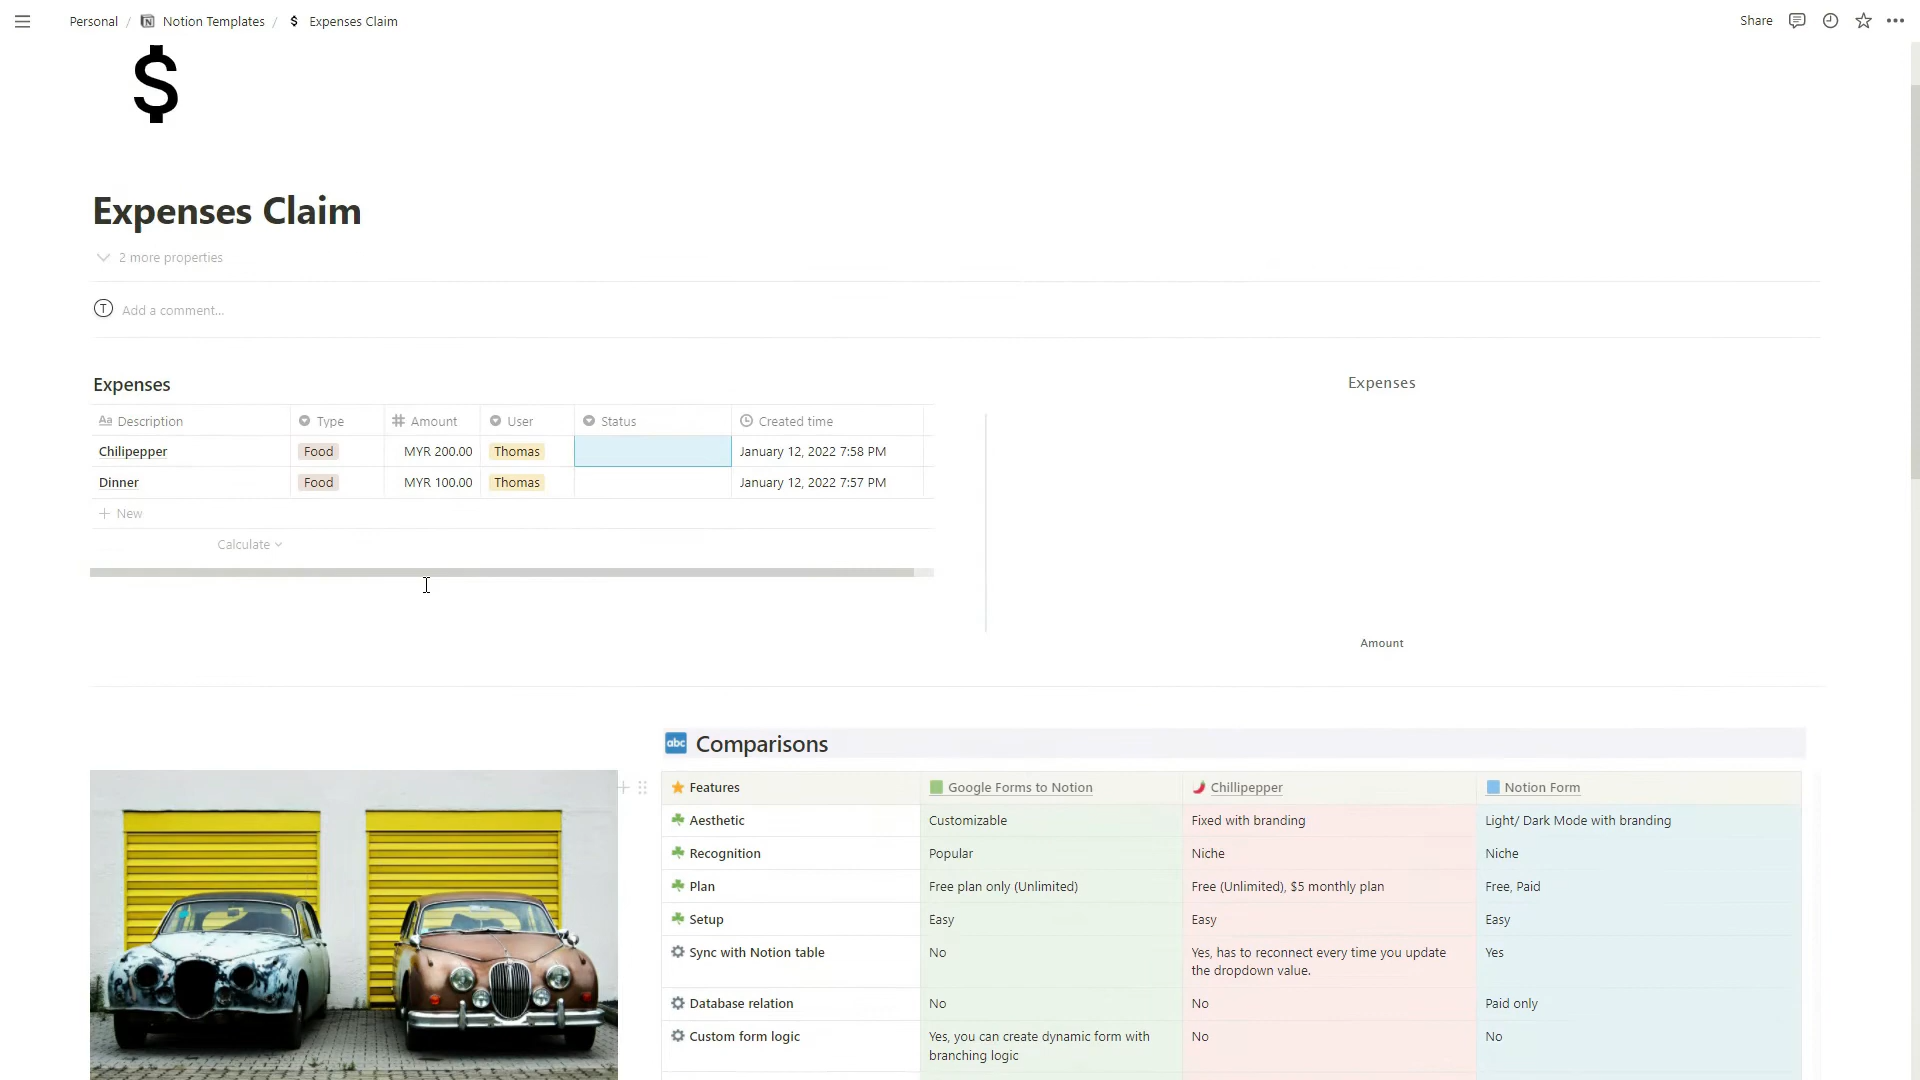 Personal / Notion Templates / $ Expenses Claim
Share
$
Expenses Claim
2 more properties
T Add a comment...
Expenses
Aa Description Type # Amount User Status Created time
Chilipepper Food MYR 200.00 Thomas January 12, 2022 7:58 PM
Dinner Food MYR 100.00 Thomas January 12, 2022 7:57 PM
+ New
Calculate
Expenses
Amount
abc Comparisons
Features Google Forms to Notion Chillipepper Notion Form
Aesthetic Customizable Fixed with branding Light/ Dark Mode with branding
Recognition Popular Niche Niche
Plan Free plan only (Unlimited) Free (Unlimited), $5 monthly plan Free, Paid
Setup Easy Easy Easy
Sync with Notion table No Yes, has to reconnect every time you update Yes
the dropdown value.
Database relation No No Paid only
Custom form logic Yes, you can create dynamic form with No No
branching logic